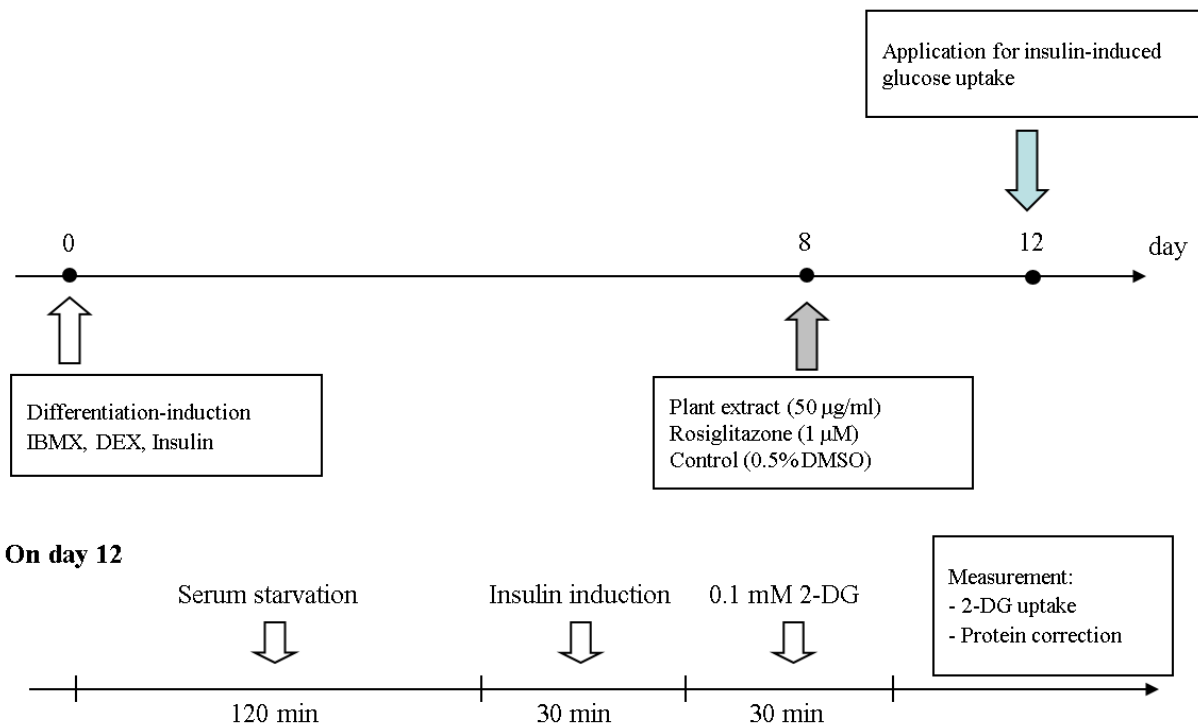 Application for insulin-induced
glucose uptake
0
8
12
day
Differentiation-induction
IBMX, DEX, Insulin
Plant extract (50 µg/ml)
Rosiglitazone (1 µM)
Control (0.5% DMSO)
On day 12
Serum starvation
Insulin induction
0.1 mM 2-DG
Measurement:
- 2-DG uptake
- Protein correction
120 min
30 min
30 min